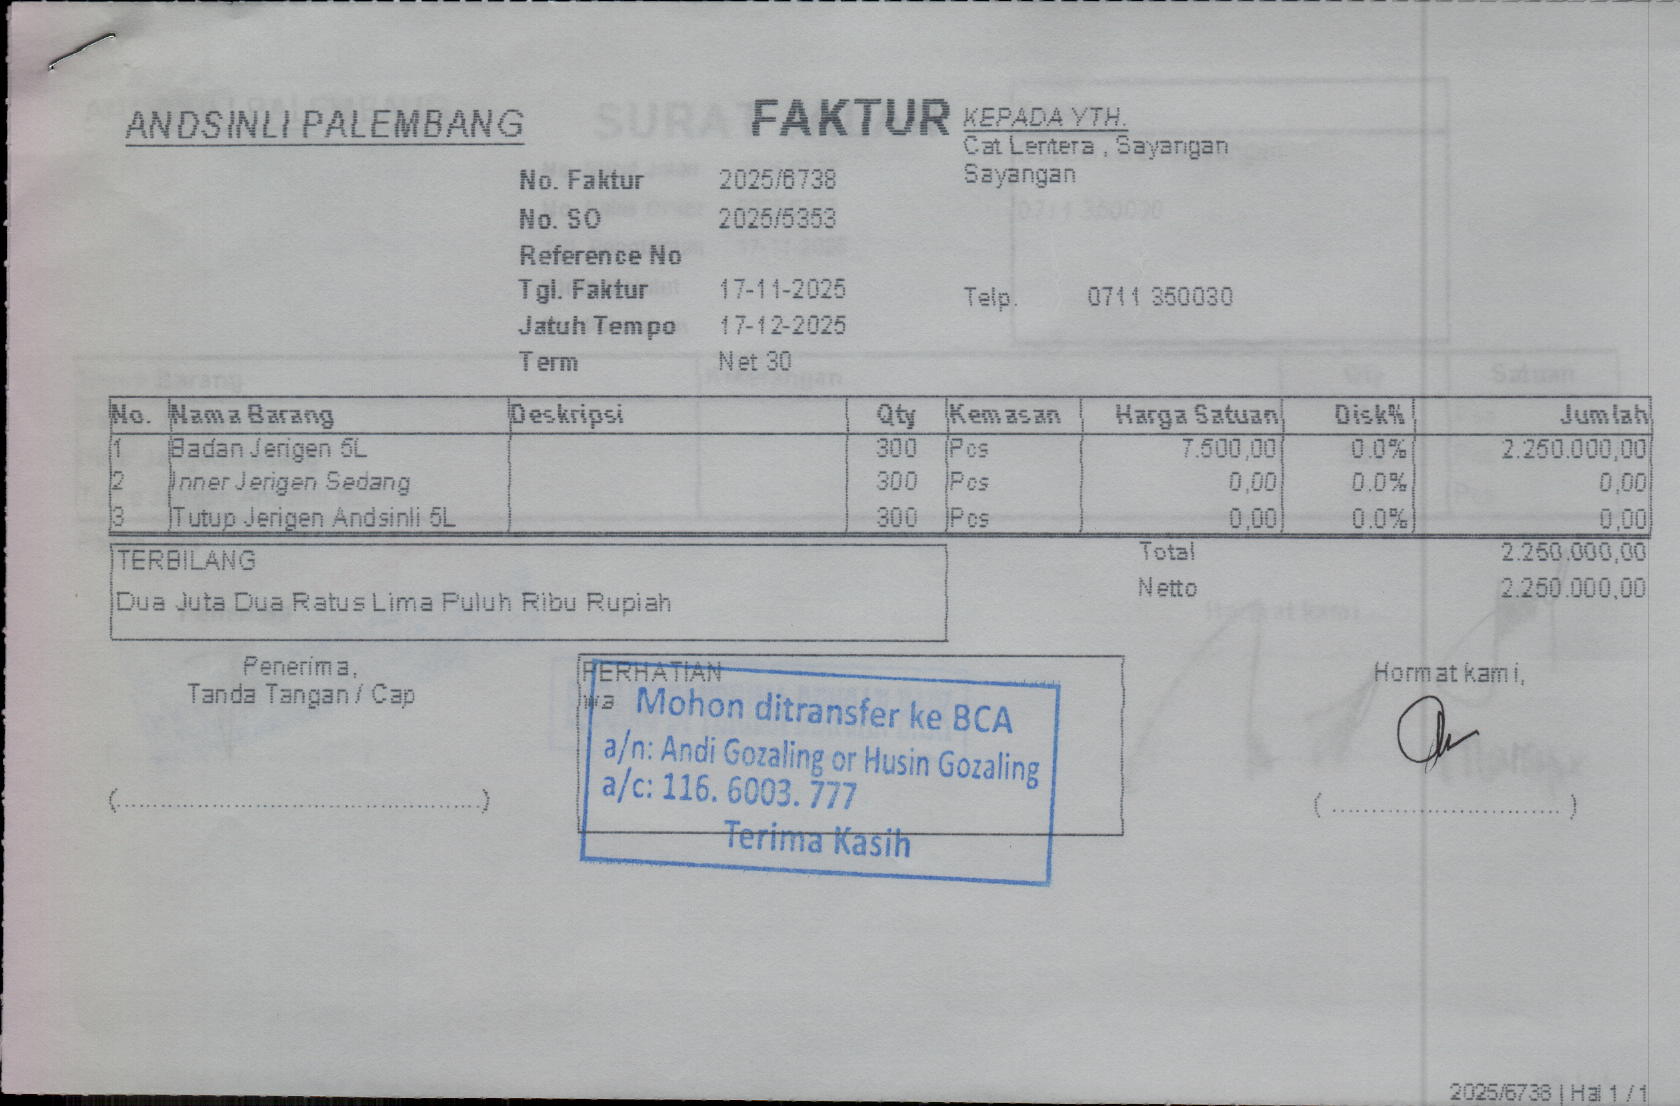 ANDSINLI PALEMBANG
FAKTUR
KEPADA YTH.
Cat Lentera , Sayangan
Sayangan
No. Faktur 2025/6738
No. SO 2025/5353
Reference No
Tgl. Faktur 17-11-2025
Telp. 0711 350030
Jatuh Tempo 17-12-2025
Term Net 30
No. Nama Barang Deskripsi Qty Kemasan Harga Satuan Disk% Jumlah
1 Badan Jerigen 5L 300 Pcs 7.500,00 0.0% 2.250.000,00
2 Inner Jerigen Sedang 300 Pcs 0,00 0.0% 0,00
3 Tutup Jerigen Andsinli 5L 300 Pcs 0,00 0.0% 0,00
TERBILANG
Dua Juta Dua Ratus Lima Puluh Ribu Rupiah
Total 2.250.000,00
Netto 2.250.000,00
Penerima,
Tanda Tangan / Cap
(..........................................)
PERHATIAN
wa
Mohon ditransfer ke BCA
a/n: Andi Gozaling or Husin Gozaling
a/c: 116. 6003. 777
Terima Kasih
Hormat kami,
(..............................)
2025/6738 | Hal 1 / 1